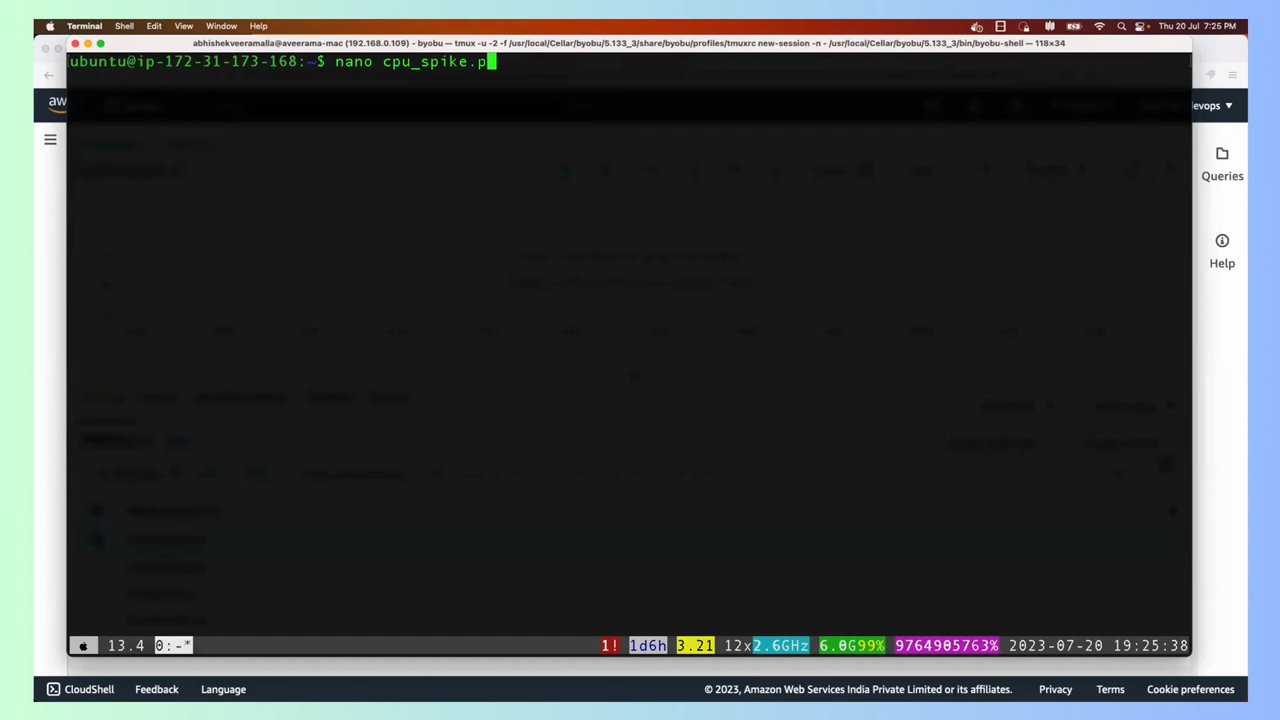 Terminal Shell Edit View Window Help Thu 20 Jul 7:25 PM
abhishekveeramalla@aveerama-mac (192.168.0.109) - byobu — tmux -u -2 -f /usr/local/Cellar/byobu/5.133_3/share/byobu/profiles/tmuxrc new-session -n - /usr/local/Cellar/byobu/5.133_3/bin/byobu-shell — 118×34
ubuntu@ip-172-31-173-168:~$ nano cpu_spike.p
aw
evops
Queries
Help
13.4 0:-* 1! 1d6h 3.21 12x2.6GHz 6.0G99% 9764905763% 2023-07-20 19:25:38
CloudShell Feedback Language © 2023, Amazon Web Services India Private Limited or its affiliates. Privacy Terms Cookie preferences